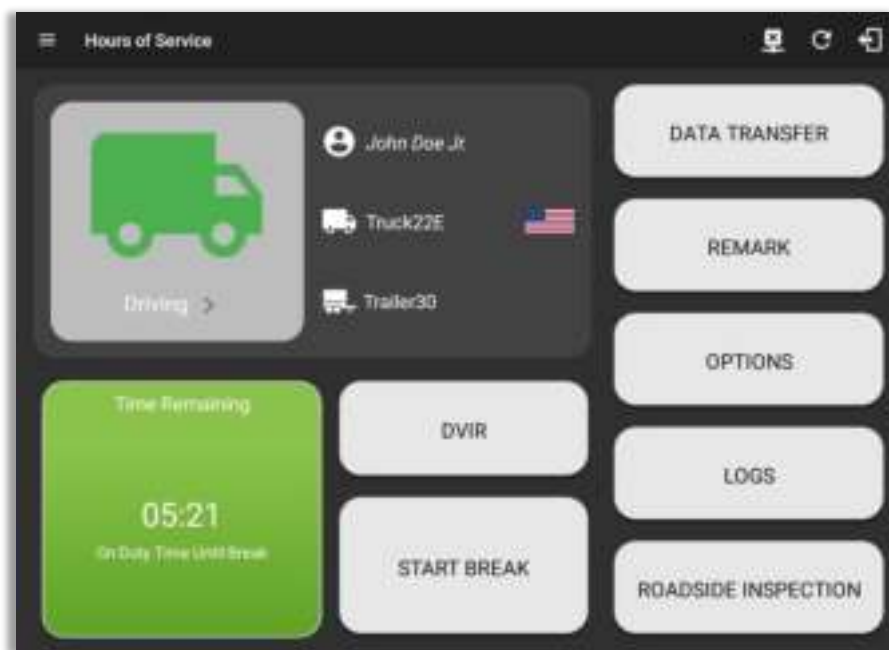 Hours of Service
John Doe Jr
Truck22E
Trailer30
Driving
DATA TRANSFER
REMARK
OPTIONS
LOGS
ROADSIDE INSPECTION
Time Remaining
05:21
On Duty Time Until Break
DVIR
START BREAK